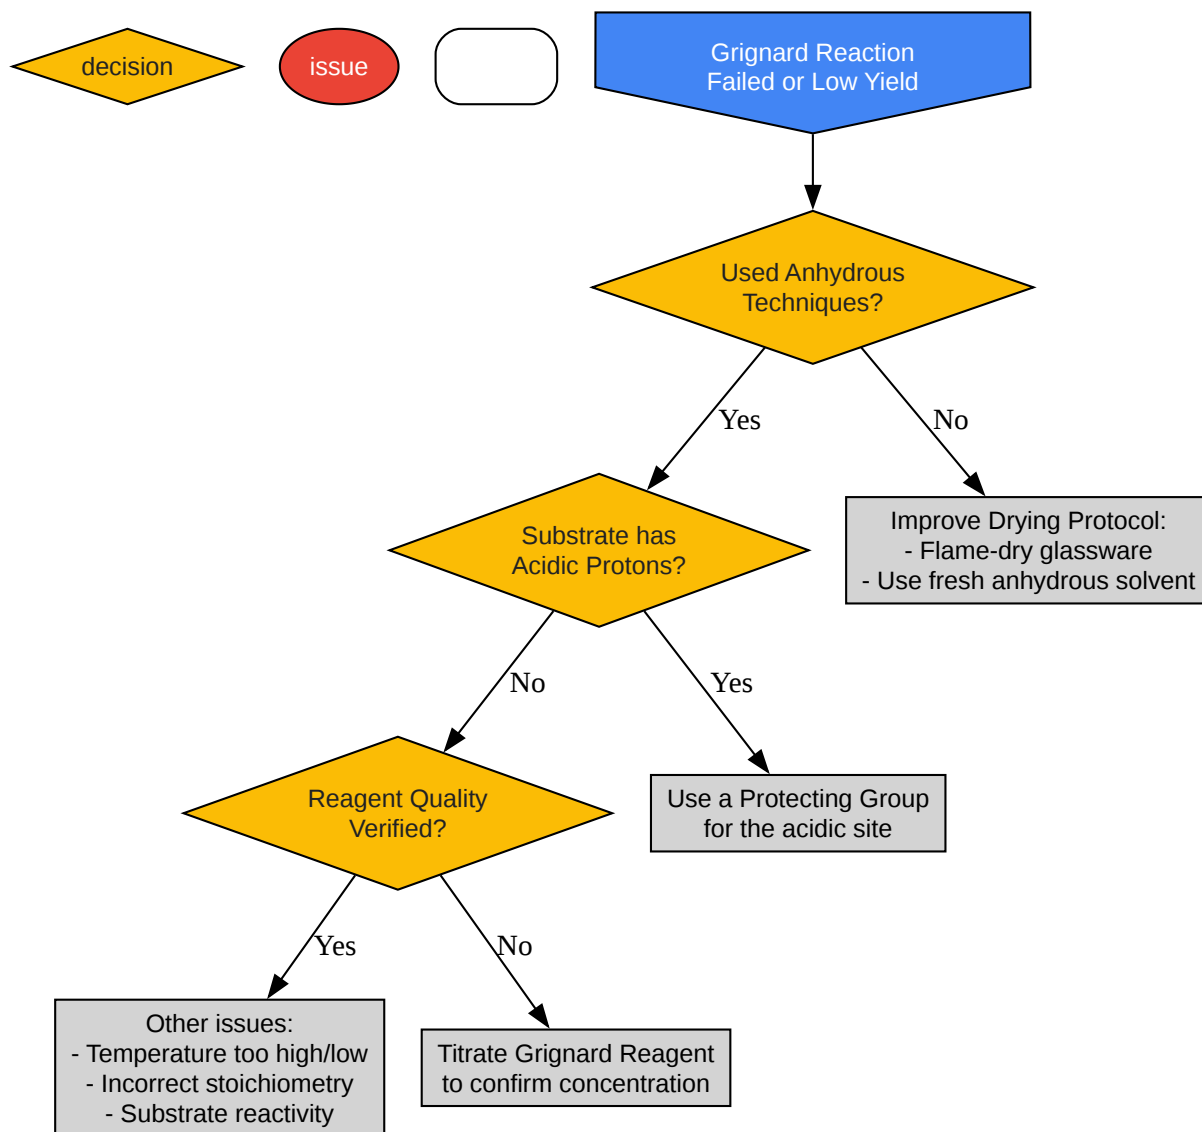 decision
issue
Grignard Reaction
Failed or Low Yield
Used Anhydrous
Techniques?
Yes
No
Substrate has
Acidic Protons?
Improve Drying Protocol:
- Flame-dry glassware
- Use fresh anhydrous solvent
No
Yes
Reagent Quality
Verified?
Use a Protecting Group
for the acidic site
Yes
No
Other issues:
- Temperature too high/low
- Incorrect stoichiometry
- Substrate reactivity
Titrate Grignard Reagent
to confirm concentration